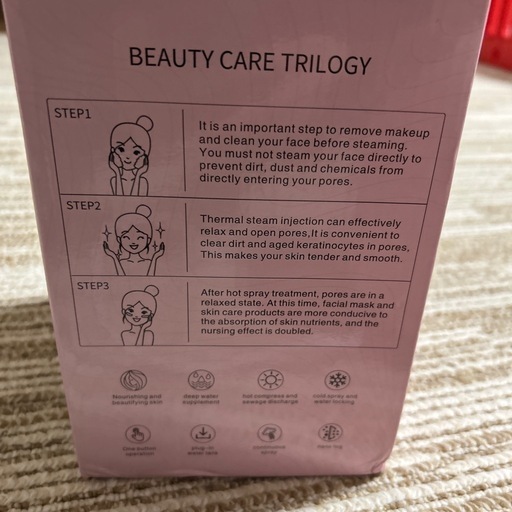 BEAUTY CARE TRILOGY
STEP1
It is an important step to remove makeup
and clean your face before steaming.
You must not steam your face directly to
prevent dirt, dust and chemicals from
directly entering your pores.
STEP2
Thermal steam injection can effectively
relax and open pores,It is convenient to
clear dirt and aged keratinocytes in pores,
This makes your skin tender and smooth.
STEP3
After hot spray treatment, pores are in a
relaxed state. At this time, facial mask and
skin care products are more conducive to
the absorption of skin nutrients, and the
nursing effect is doubled.
Nourishing and
beautifying skin
deep water
supplement
hot compress and
sewage discharge
cold spray and
water locking
One button
operation
plug-in
water tank
continuous
spray
nano fog